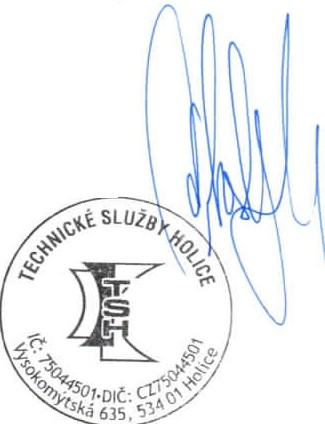 TECHNICKÉ SLUŽBY HOLICE
TSH
IČ: 75044501·DIČ: CZ75044501
Vysokomýtská 635, 534 01 Holice